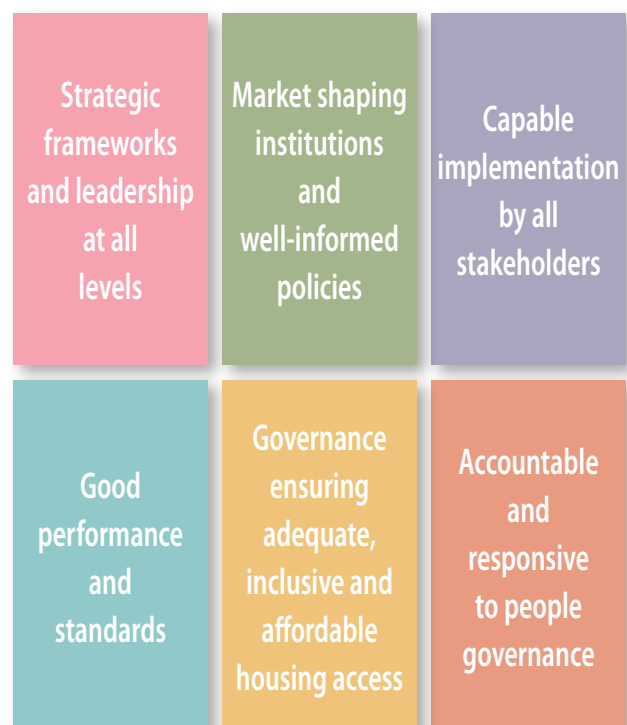 Strategic
frameworks
and leadership
at all
levels
Market shaping
institutions
and
well-informed
policies
Capable
implementation
by all
stakeholders
Good
performance
and
standards
Governance
ensuring
adequate,
inclusive and
affordable
housing access
Accountable
and
responsive
to people
governance